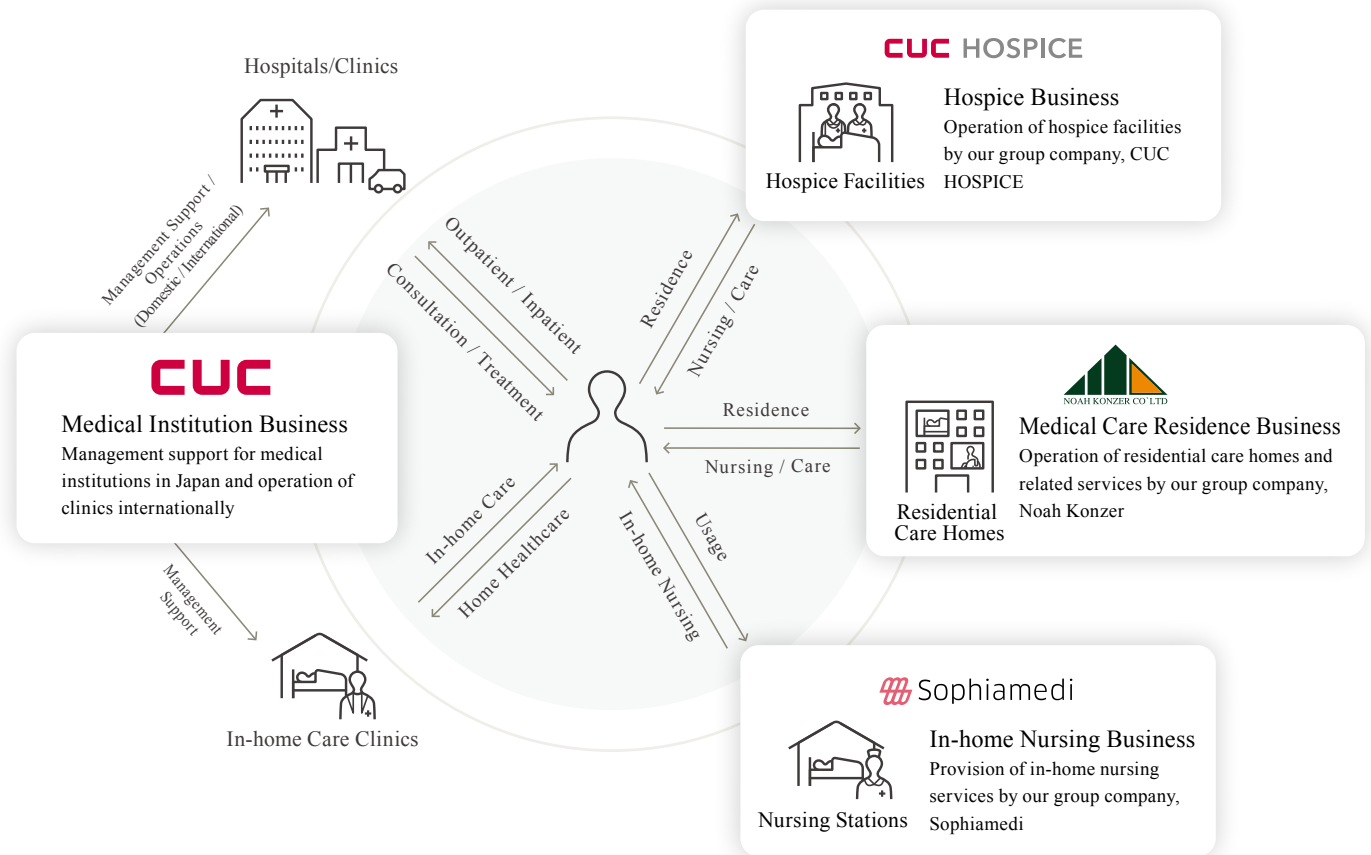 Hospitals/Clinics
Management Support /
Operations
(Domestic / International)
CUC
Medical Institution Business
Management support for medical
institutions in Japan and operation of
clinics internationally
Management
Support
In-home Care Clinics
Outpatient / Inpatient
Consultation / Treatment
In-home Care
Home Healthcare
Residence
Nursing / Care
Residence
Nursing / Care
Usage
In-home Nursing
CUC HOSPICE
Hospice Facilities
Hospice Business
Operation of hospice facilities
by our group company, CUC
HOSPICE
NOAH KONZER CO`LTD
Residential
Care Homes
Medical Care Residence Business
Operation of residential care homes and
related services by our group company,
Noah Konzer
Sophiamedi
Nursing Stations
In-home Nursing Business
Provision of in-home nursing
services by our group company,
Sophiamedi